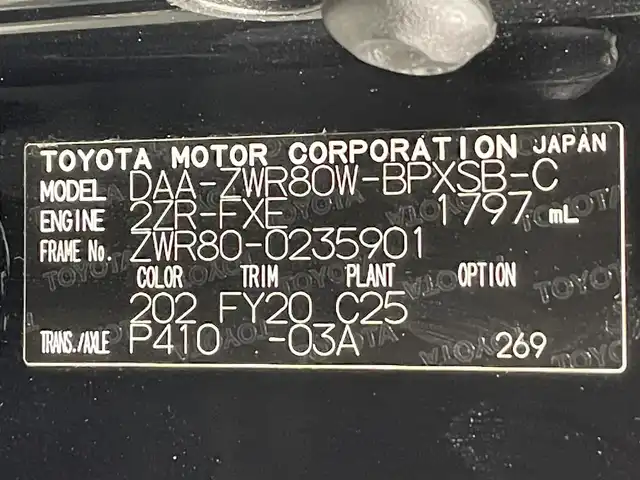 TOYOTA MOTOR CORPORATION JAPAN
MODEL DAA-ZWR80W-BPXSB-C
ENGINE 2ZR-FXE 1797 mL
FRAME No. ZWR80-0235901
COLOR TRIM PLANT OPTION
202 FY20 C25
TRANS./AXLE P410 -03A 269